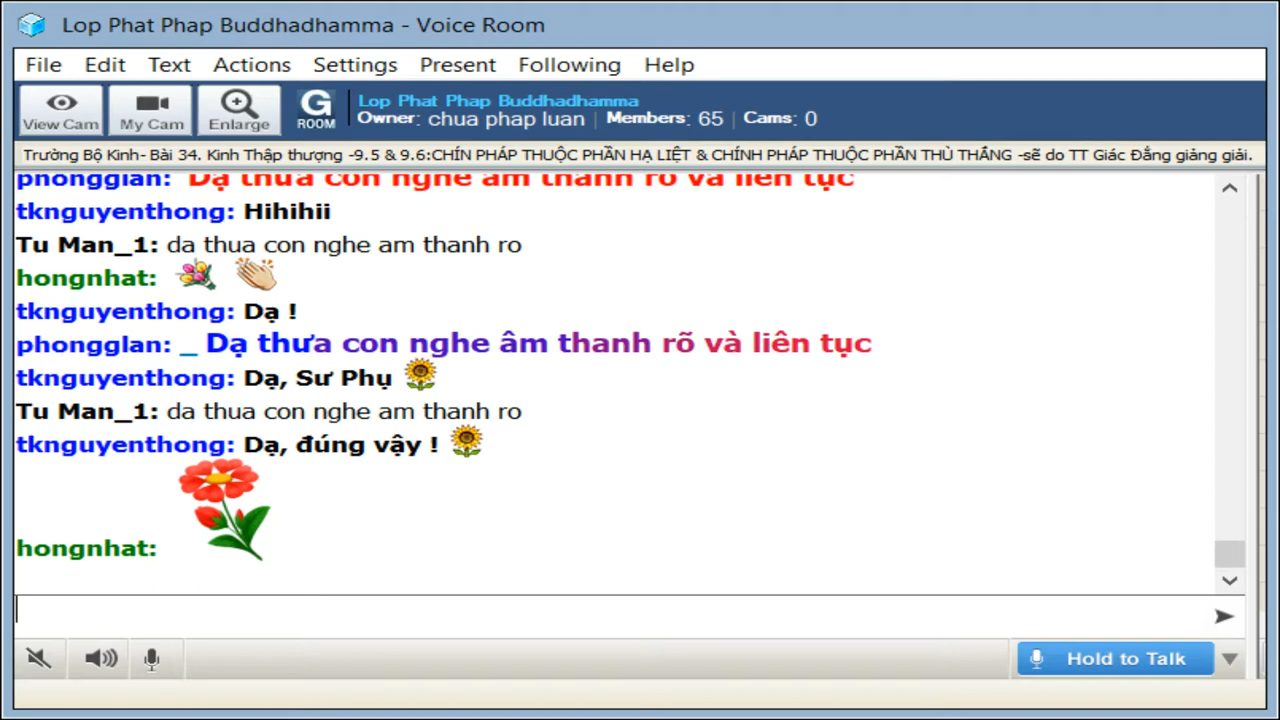 Lop Phat Phap Buddhadhamma - Voice Room
File Edit Text Actions Settings Present Following Help
View Cam My Cam Enlarge G ROOM
Lop Phat Phap Buddhadhamma
Owner: chua phap luan | Members: 65 | Cams: 0
Trường Bộ Kinh- Bài 34. Kinh Thập thượng -9.5 & 9.6:CHÍN PHÁP THUỘC PHẦN HẠ LIỆT & CHÍNH PHÁP THUỘC PHẦN THÙ THẮNG -sẽ do TT Giác Đẳng giảng giải.
phongglan: Dạ thưa con nghe âm thanh rõ và liên tục
tknguyenthong: Hihihii
Tu Man_1: da thua con nghe am thanh ro
hongnhat:
tknguyenthong: Dạ !
phongglan: _ Dạ thưa con nghe âm thanh rõ và liên tục
tknguyenthong: Dạ, Sư Phụ
Tu Man_1: da thua con nghe am thanh ro
tknguyenthong: Dạ, đúng vậy !
hongnhat:
Hold to Talk